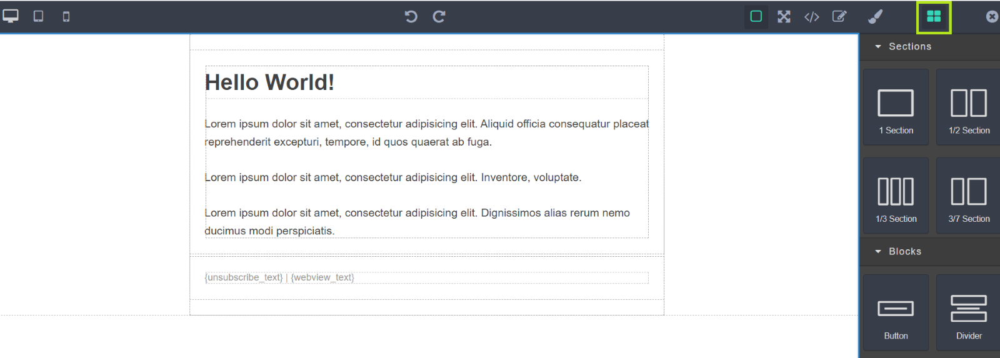 Sections
Hello World!
1 Section
1/2 Section
Lorem ipsum dolor sit amet, consectetur adipisicing elit. Aliquid officia consequatur placeat
reprehenderit excepturi, tempore, id quos quaerat ab fuga.
Lorem ipsum dolor sit amet, consectetur adipisicing elit. Inventore, voluptate.
Lorem ipsum dolor sit amet, consectetur adipisicing elit. Dignissimos alias rerum nemo
ducimus modi perspiciatis.
1/3 Section
3/7 Section
Blocks
{unsubscribe_text} | {webview_text}
Button
Divider